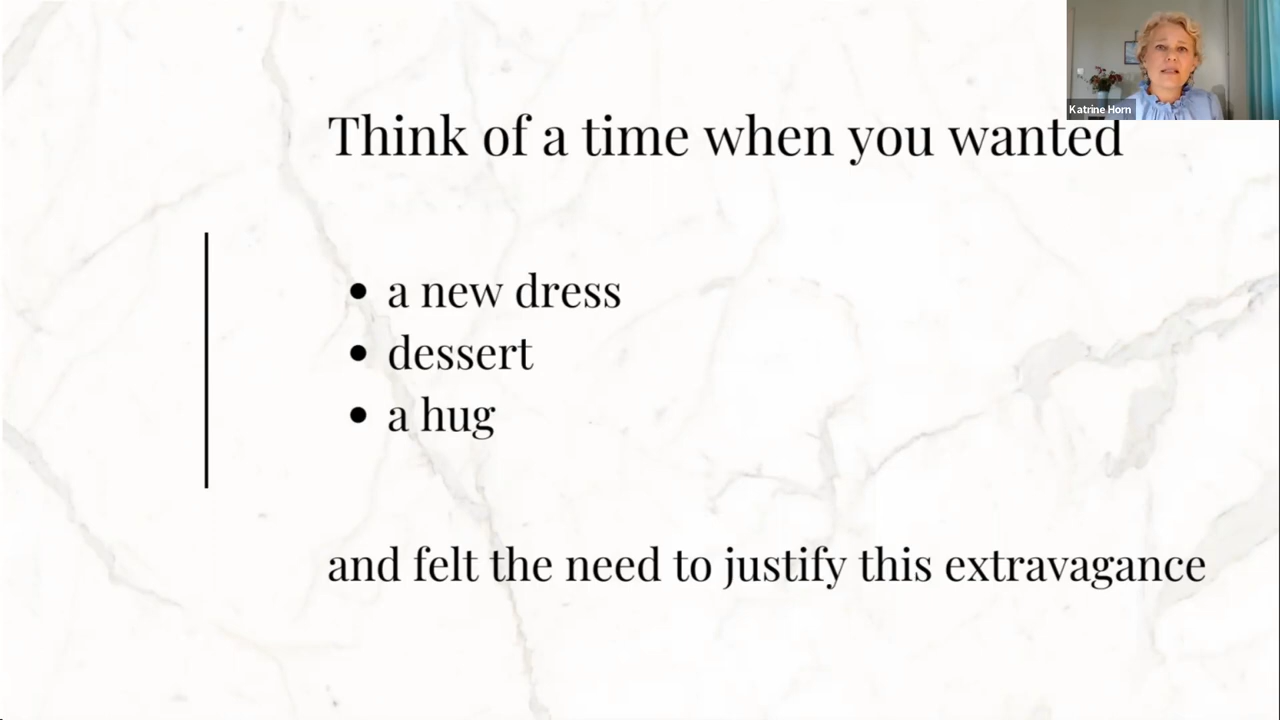 Katrine Horn
Think of a time when you wanted
a new dress
dessert
a hug
and felt the need to justify this extravagance